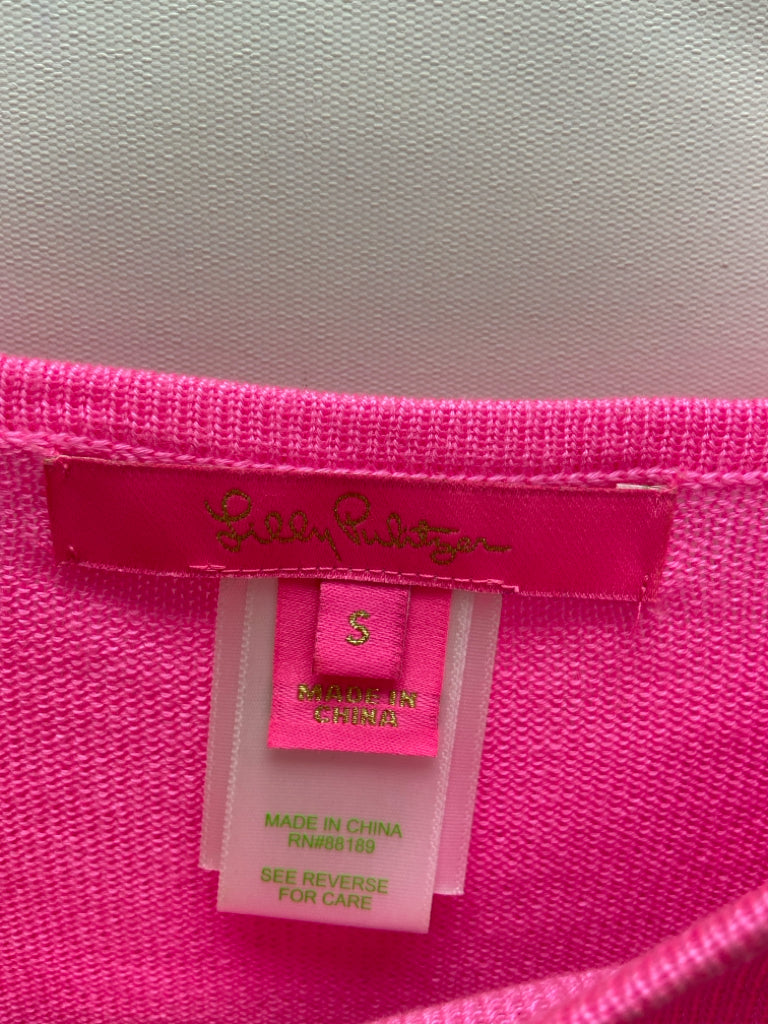 Lilly Pulitzer
S
MADE IN
CHINA
MADE IN CHINA
RN#88189
SEE REVERSE
FOR CARE